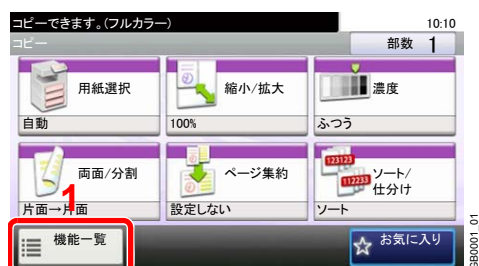 コピーできます。(フルカラー)
10:10
コピー
部数 1
用紙選択
自動
縮小/拡大
100%
濃度
ふつう
両面/分割
1
片面→片面
ページ集約
設定しない
123123
112233
ソート/
仕分け
ソート
機能一覧
お気に入り
GB0001_01